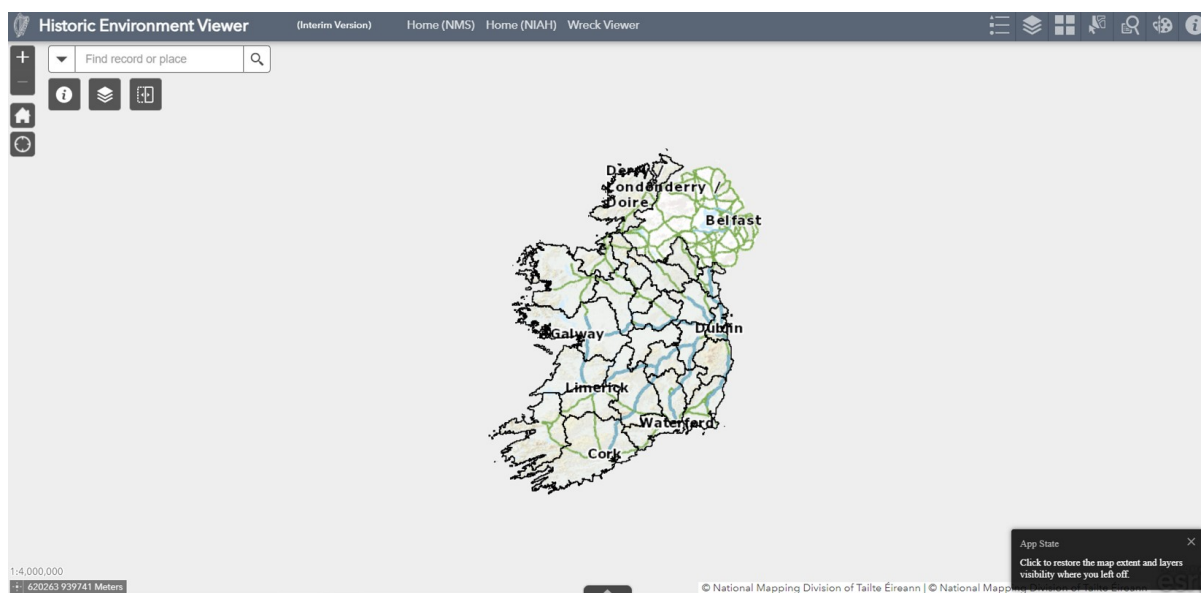 Historic Environment Viewer (Interim Version) Home (NMS) Home (NIAH) Wreck Viewer
Find record or place
Derry /
Londonderry /
Doire
Belfast
Galway
Dublin
Limerick
Waterford
Cork
App State
Click to restore the map extent and layers
visibility where you left off.
1:4,000,000
620263 939741 Meters
© National Mapping Division of Tailte Éireann | © National Mapping Division of Tailte Éireann
esri